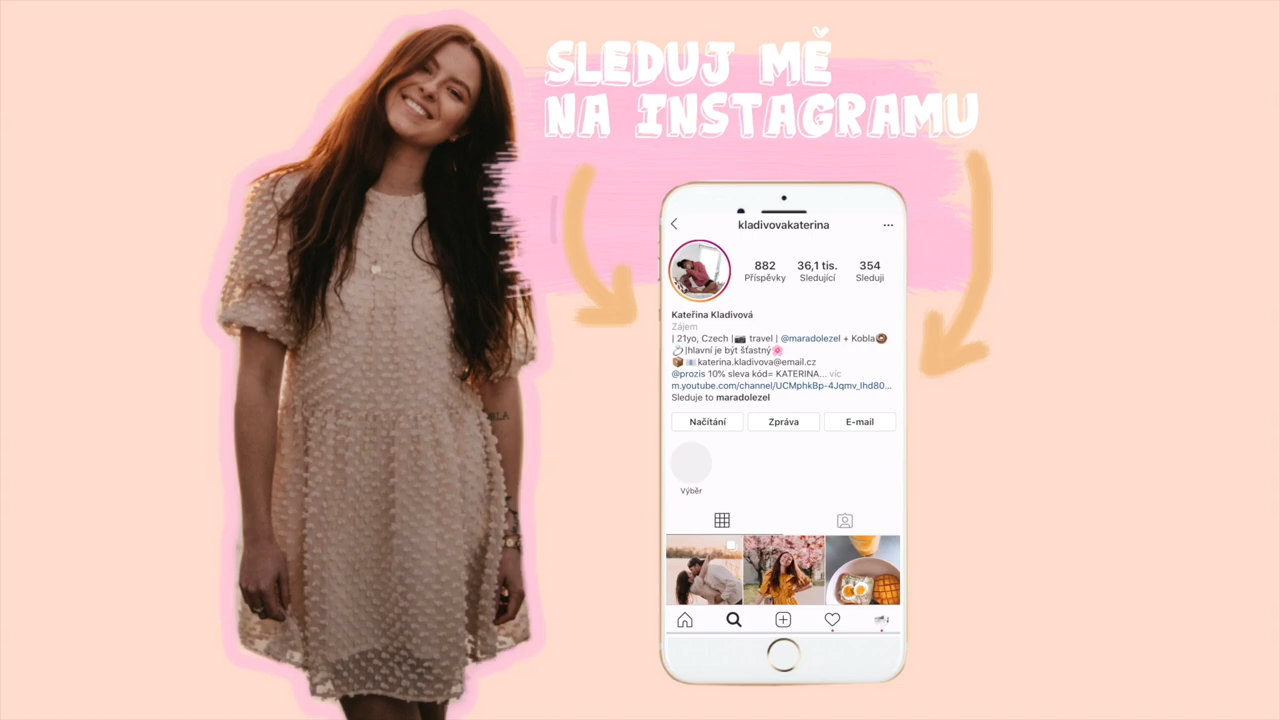 SLEDUJ MĚ
NA INSTAGRAMU
kladivovakaterina
882
Příspěvky
36,1 tis.
Sledující
354
Sleduji
Kateřina Kladivová
Zájem
| 21yo, Czech |📷 travel | @maradolezel + Kobla🍩
💍|hlavní je být šťastný🌸
📦📧katerina.kladivova@email.cz
@prozis 10% sleva kód= KATERINA... víc
m.youtube.com/channel/UCMphkBp-4Jqmv_Ihd80...
Sleduje to maradolezel
Načítání
Zpráva
E-mail
Výběr